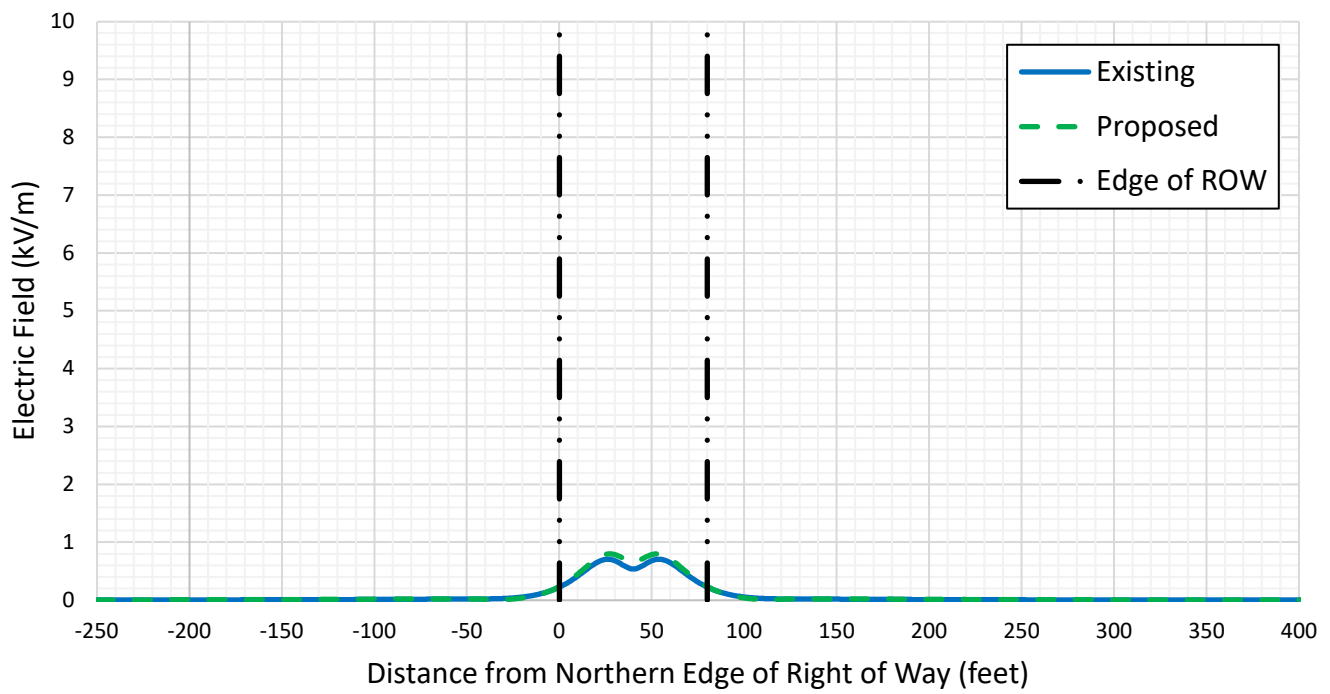 10
9
8
7
6
5
4
3
2
1
0
Electric Field (kV/m)
Existing
Proposed
Edge of ROW
-250 -200 -150 -100 -50 0 50 100 150 200 250 300 350 400
Distance from Northern Edge of Right of Way (feet)